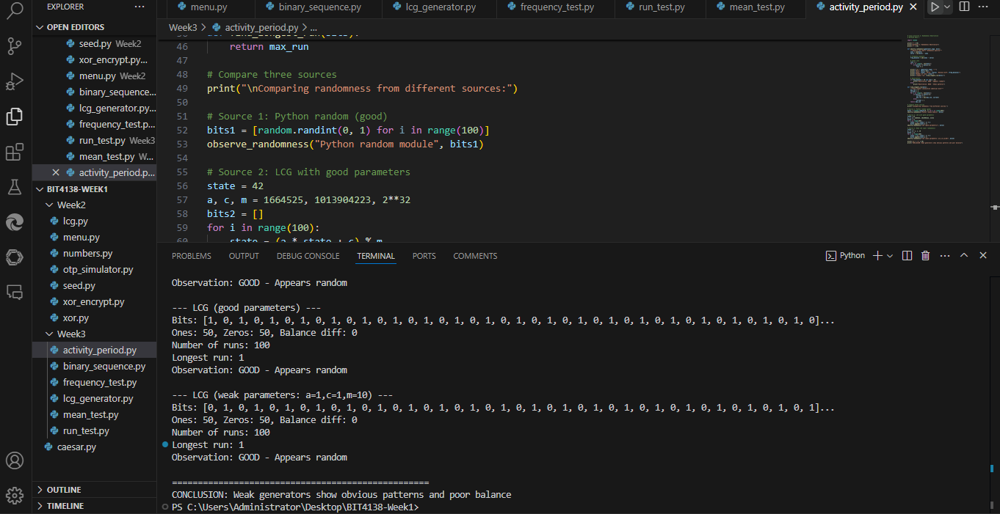 EXPLORER ...
menu.py binary_sequence.py lcg_generator.py frequency_test.py run_test.py mean_test.py activity_period.py
OPEN EDITORS
seed.py Week2
xor_encrypt.py...
menu.py Week2
binary_sequence...
lcg_generator.py...
frequency_test.p...
run_test.py Week3
mean_test.py W...
activity_period.p...
BIT4138-WEEK1
Week2
lcg.py
menu.py
numbers.py
otp_simulator.py
seed.py
xor_encrypt.py
xor.py
Week3
activity_period.py
binary_sequence.py
frequency_test.py
lcg_generator.py
mean_test.py
run_test.py
caesar.py
OUTLINE
TIMELINE
Week3 > activity_period.py > ...
46 return max_run
47
48 # Compare three sources
49 print("\nComparing randomness from different sources:")
50
51 # Source 1: Python random (good)
52 bits1 = [random.randint(0, 1) for i in range(100)]
53 observe_randomness("Python random module", bits1)
54
55 # Source 2: LCG with good parameters
56 state = 42
57 a, c, m = 1664525, 1013904223, 2**32
58 bits2 = []
59 for i in range(100):
60 state = (a * state + c) % m
PROBLEMS OUTPUT DEBUG CONSOLE TERMINAL PORTS COMMENTS Python
Observation: GOOD - Appears random
--- LCG (good parameters) ---
Bits: [1, 0, 1, 0, 1, 0, 1, 0, 1, 0, 1, 0, 1, 0, 1, 0, 1, 0, 1, 0, 1, 0, 1, 0, 1, 0, 1, 0, 1, 0, 1, 0, 1, 0, 1, 0, 1, 0, 1, 0]...
Ones: 50, Zeros: 50, Balance diff: 0
Number of runs: 100
Longest run: 1
Observation: GOOD - Appears random
--- LCG (weak parameters: a=1,c=1,m=10) ---
Bits: [0, 1, 0, 1, 0, 1, 0, 1, 0, 1, 0, 1, 0, 1, 0, 1, 0, 1, 0, 1, 0, 1, 0, 1, 0, 1, 0, 1, 0, 1, 0, 1, 0, 1, 0, 1, 0, 1, 0, 1]...
Ones: 50, Zeros: 50, Balance diff: 0
Number of runs: 100
Longest run: 1
Observation: GOOD - Appears random
==================================================
CONCLUSION: Weak generators show obvious patterns and poor balance
PS C:\Users\Administrator\Desktop\BIT4138-Week1>